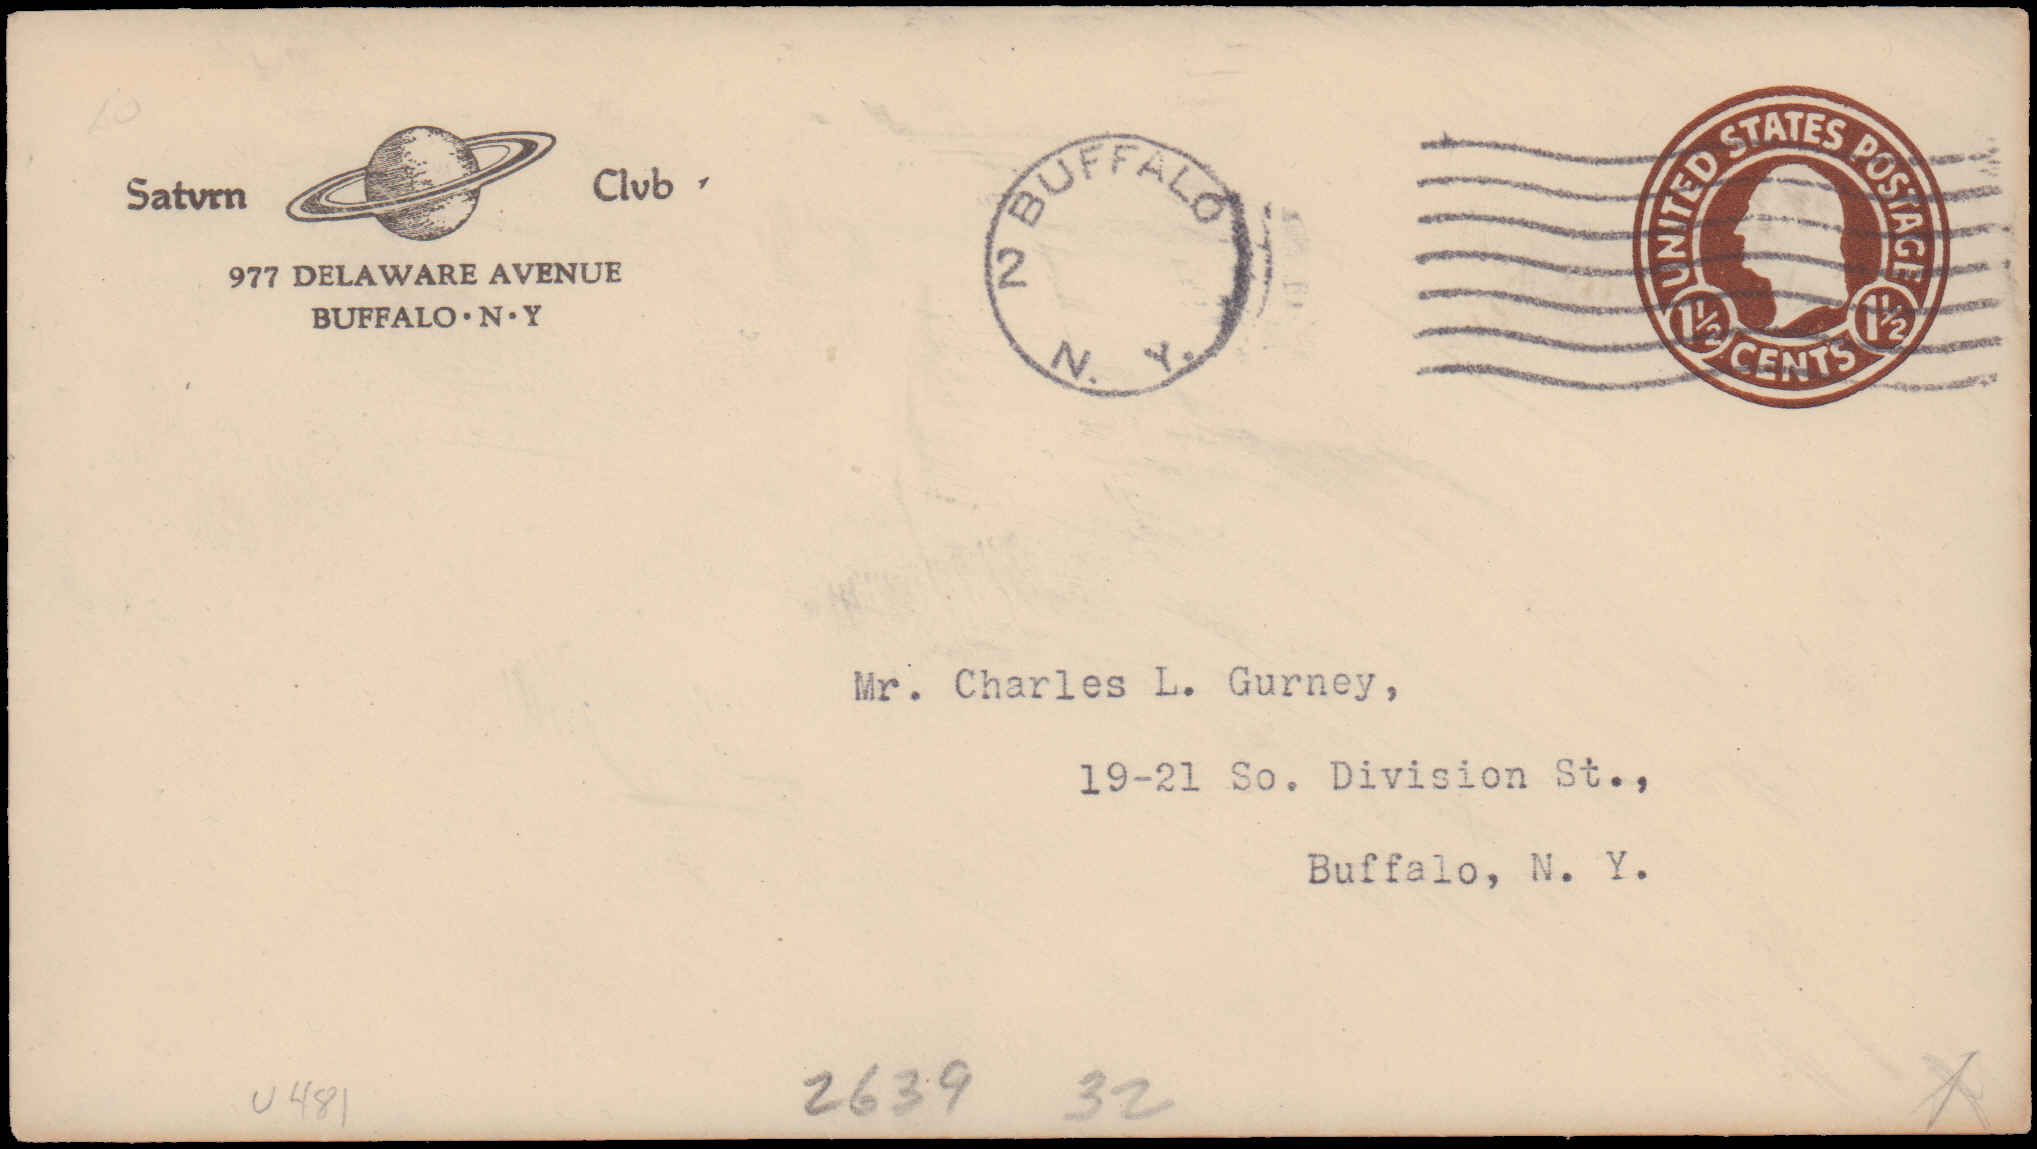 Satvrn Clvb
977 DELAWARE AVENUE
BUFFALO·N·Y
BUFFALO
2
N. Y.
UNITED STATES POSTAGE
1½ 1½
CENTS
Mr. Charles L. Gurney,
19-21 So. Division St.,
Buffalo, N. Y.
U481
2639 32